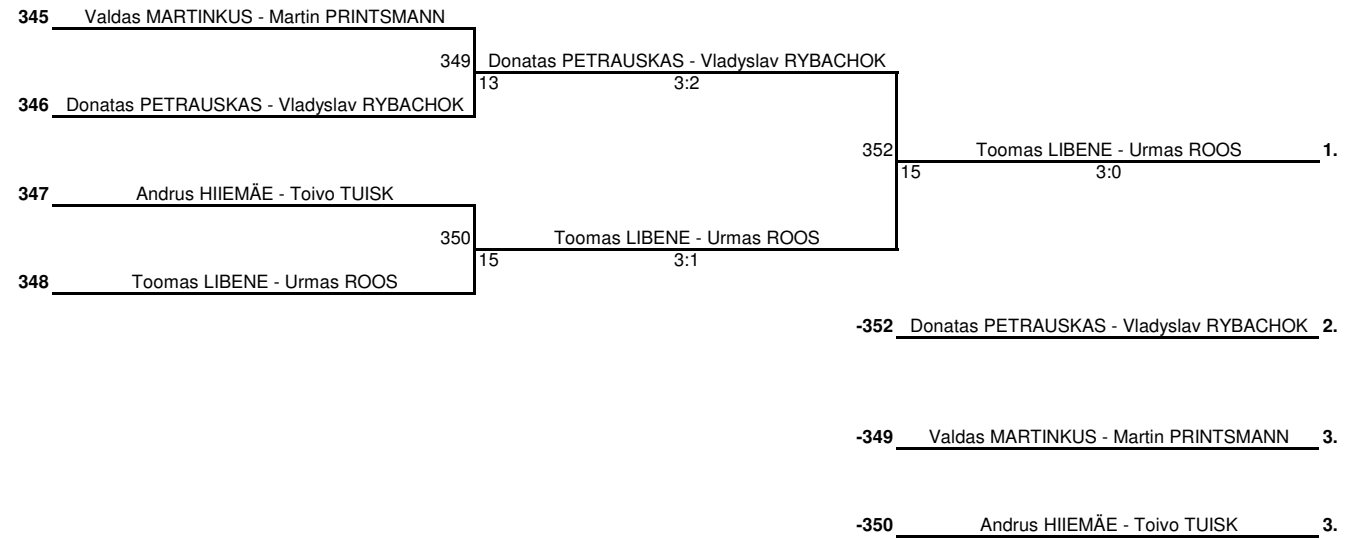 345 Valdas MARTINKUS - Martin PRINTSMANN
349 Donatas PETRAUSKAS - Vladyslav RYBACHOK
13 3:2
346 Donatas PETRAUSKAS - Vladyslav RYBACHOK
352 Toomas LIBENE - Urmas ROOS 1.
15 3:0
347 Andrus HIIEMÄE - Toivo TUISK
350 Toomas LIBENE - Urmas ROOS
15 3:1
348 Toomas LIBENE - Urmas ROOS
-352 Donatas PETRAUSKAS - Vladyslav RYBACHOK 2.
-349 Valdas MARTINKUS - Martin PRINTSMANN 3.
-350 Andrus HIIEMÄE - Toivo TUISK 3.